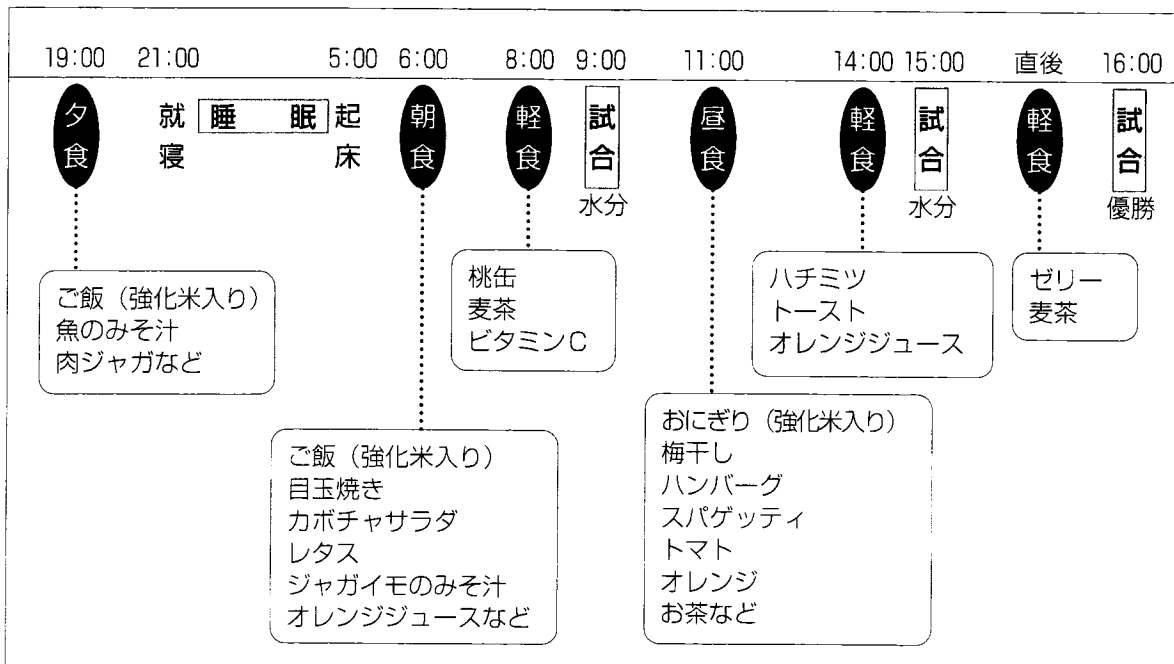 19:00 21:00 5:00 6:00 8:00 9:00 11:00 14:00 15:00 直後 16:00
夕食
就寝
睡眠
起床
朝食
軽食
試合
水分
昼食
軽食
試合
水分
軽食
試合
優勝
ご飯（強化米入り）
魚のみそ汁
肉ジャガなど
ご飯（強化米入り）
目玉焼き
カボチャサラダ
レタス
ジャガイモのみそ汁
オレンジジュースなど
桃缶
麦茶
ビタミンC
おにぎり（強化米入り）
梅干し
ハンバーグ
スパゲッティ
トマト
オレンジ
お茶など
ハチミツ
トースト
オレンジジュース
ゼリー
麦茶